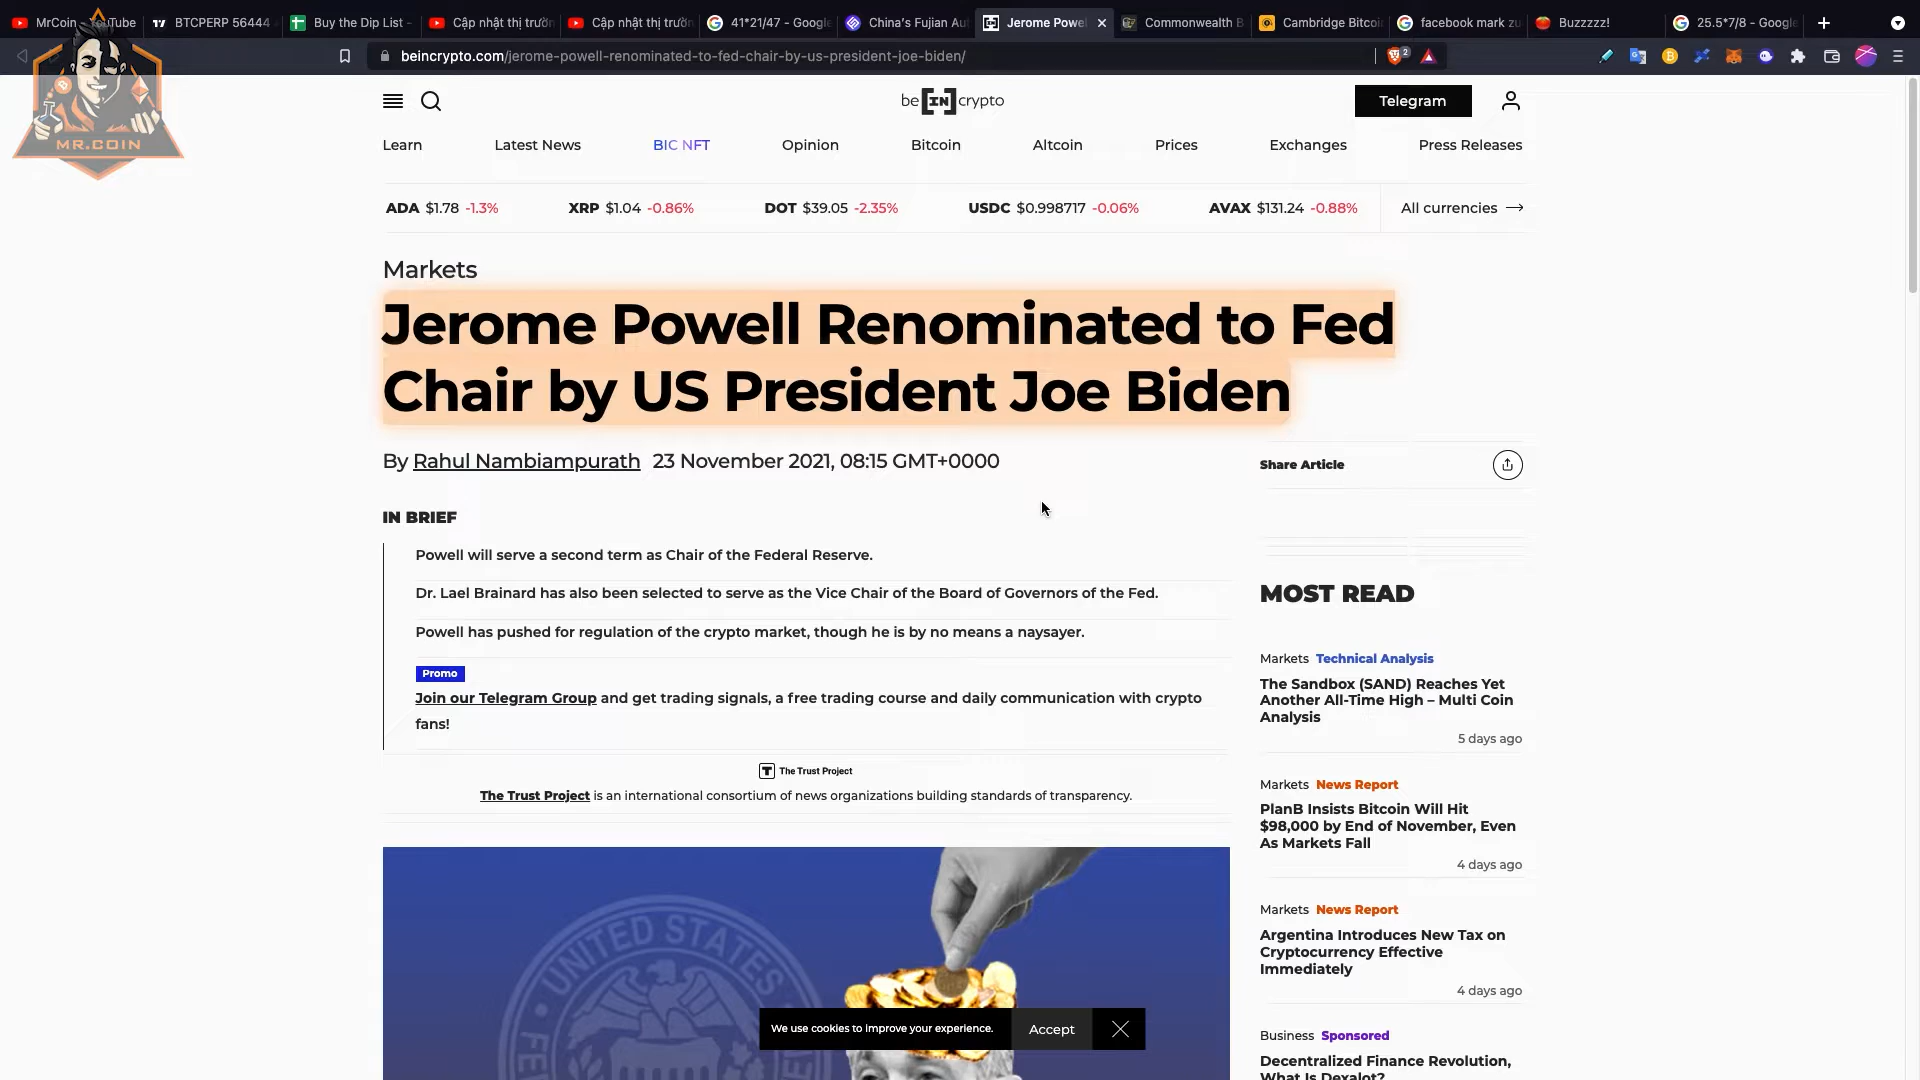 MrCoin - YouTube
BTCPERP 56444
Buy the Dip List -
Cập nhật thị trườn
Cập nhật thị trườn
41*21/47 - Google
China's Fujian Aut
Jerome Powel
Commonwealth B
Cambridge Bitcoi
facebook mark zu
Buzzzzz!
25.5*7/8 - Google
beincrypto.com/jerome-powell-renominated-to-fed-chair-by-us-president-joe-biden/
2
MR.COIN
be[IN]crypto
Telegram
Learn
Latest News
BIC NFT
Opinion
Bitcoin
Altcoin
Prices
Exchanges
Press Releases
ADA $1.78 -1.3%
XRP $1.04 -0.86%
DOT $39.05 -2.35%
USDC $0.998717 -0.06%
AVAX $131.24 -0.88%
All currencies
Markets
Jerome Powell Renominated to Fed
Chair by US President Joe Biden
By Rahul Nambiampurath 23 November 2021, 08:15 GMT+0000
Share Article
IN BRIEF
Powell will serve a second term as Chair of the Federal Reserve.
Dr. Lael Brainard has also been selected to serve as the Vice Chair of the Board of Governors of the Fed.
Powell has pushed for regulation of the crypto market, though he is by no means a naysayer.
Promo
Join our Telegram Group and get trading signals, a free trading course and daily communication with crypto
fans!
The Trust Project
The Trust Project is an international consortium of news organizations building standards of transparency.
MOST READ
Markets Technical Analysis
The Sandbox (SAND) Reaches Yet
Another All-Time High – Multi Coin
Analysis
5 days ago
Markets News Report
PlanB Insists Bitcoin Will Hit
$98,000 by End of November, Even
As Markets Fall
4 days ago
Markets News Report
Argentina Introduces New Tax on
Cryptocurrency Effective
Immediately
4 days ago
Business Sponsored
Decentralized Finance Revolution,
What Is Dexalot?
UNITED STATES
We use cookies to improve your experience.
Accept